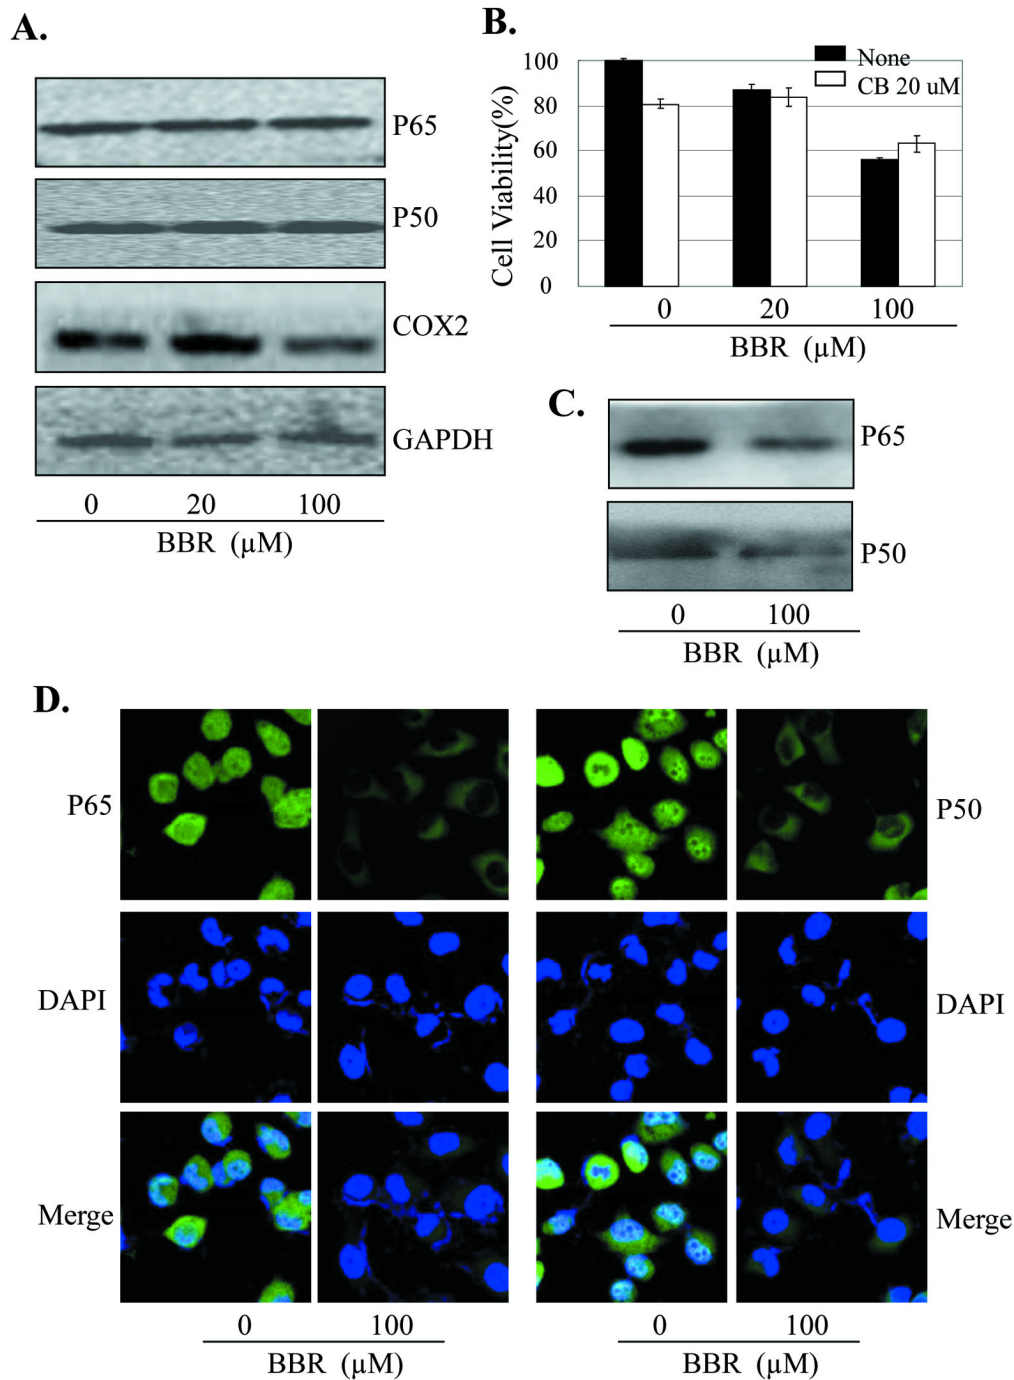 A.
P65
P50
COX2
GAPDH
0 20 100
BBR (µM)
B.
None
CB 20 uM
Cell Viability(%)
100
80
60
40
20
0
0 20 100
BBR (µM)
C.
P65
P50
0 100
BBR (µM)
D.
P65 P50
DAPI DAPI
Merge Merge
0 100 0 100
BBR (µM) BBR (µM)